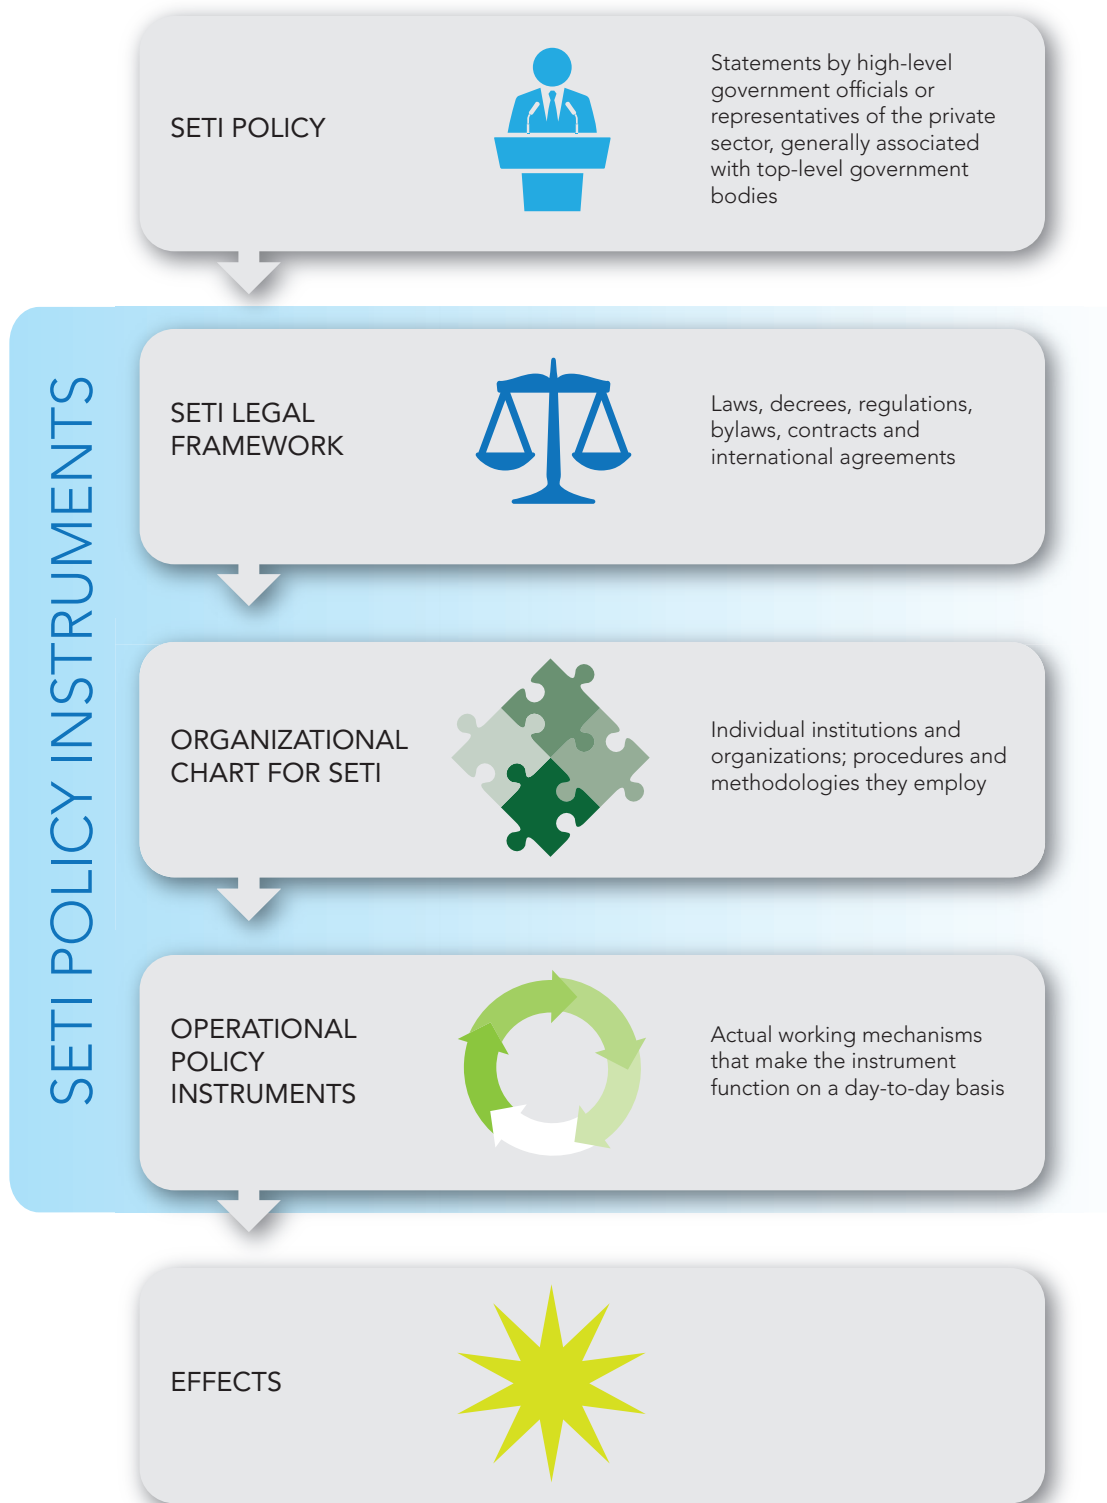 SETI POLICY
Statements by high-level
government officials or
representatives of the private
sector, generally associated
with top-level government
bodies
SETI POLICY INSTRUMENTS
SETI LEGAL
FRAMEWORK
Laws, decrees, regulations,
bylaws, contracts and
international agreements
ORGANIZATIONAL
CHART FOR SETI
Individual institutions and
organizations; procedures and
methodologies they employ
OPERATIONAL
POLICY
INSTRUMENTS
Actual working mechanisms
that make the instrument
function on a day-to-day basis
EFFECTS